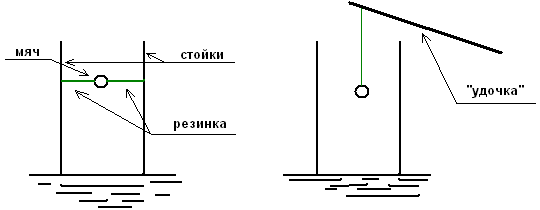 мяч
стойки
резинка
"удочка"